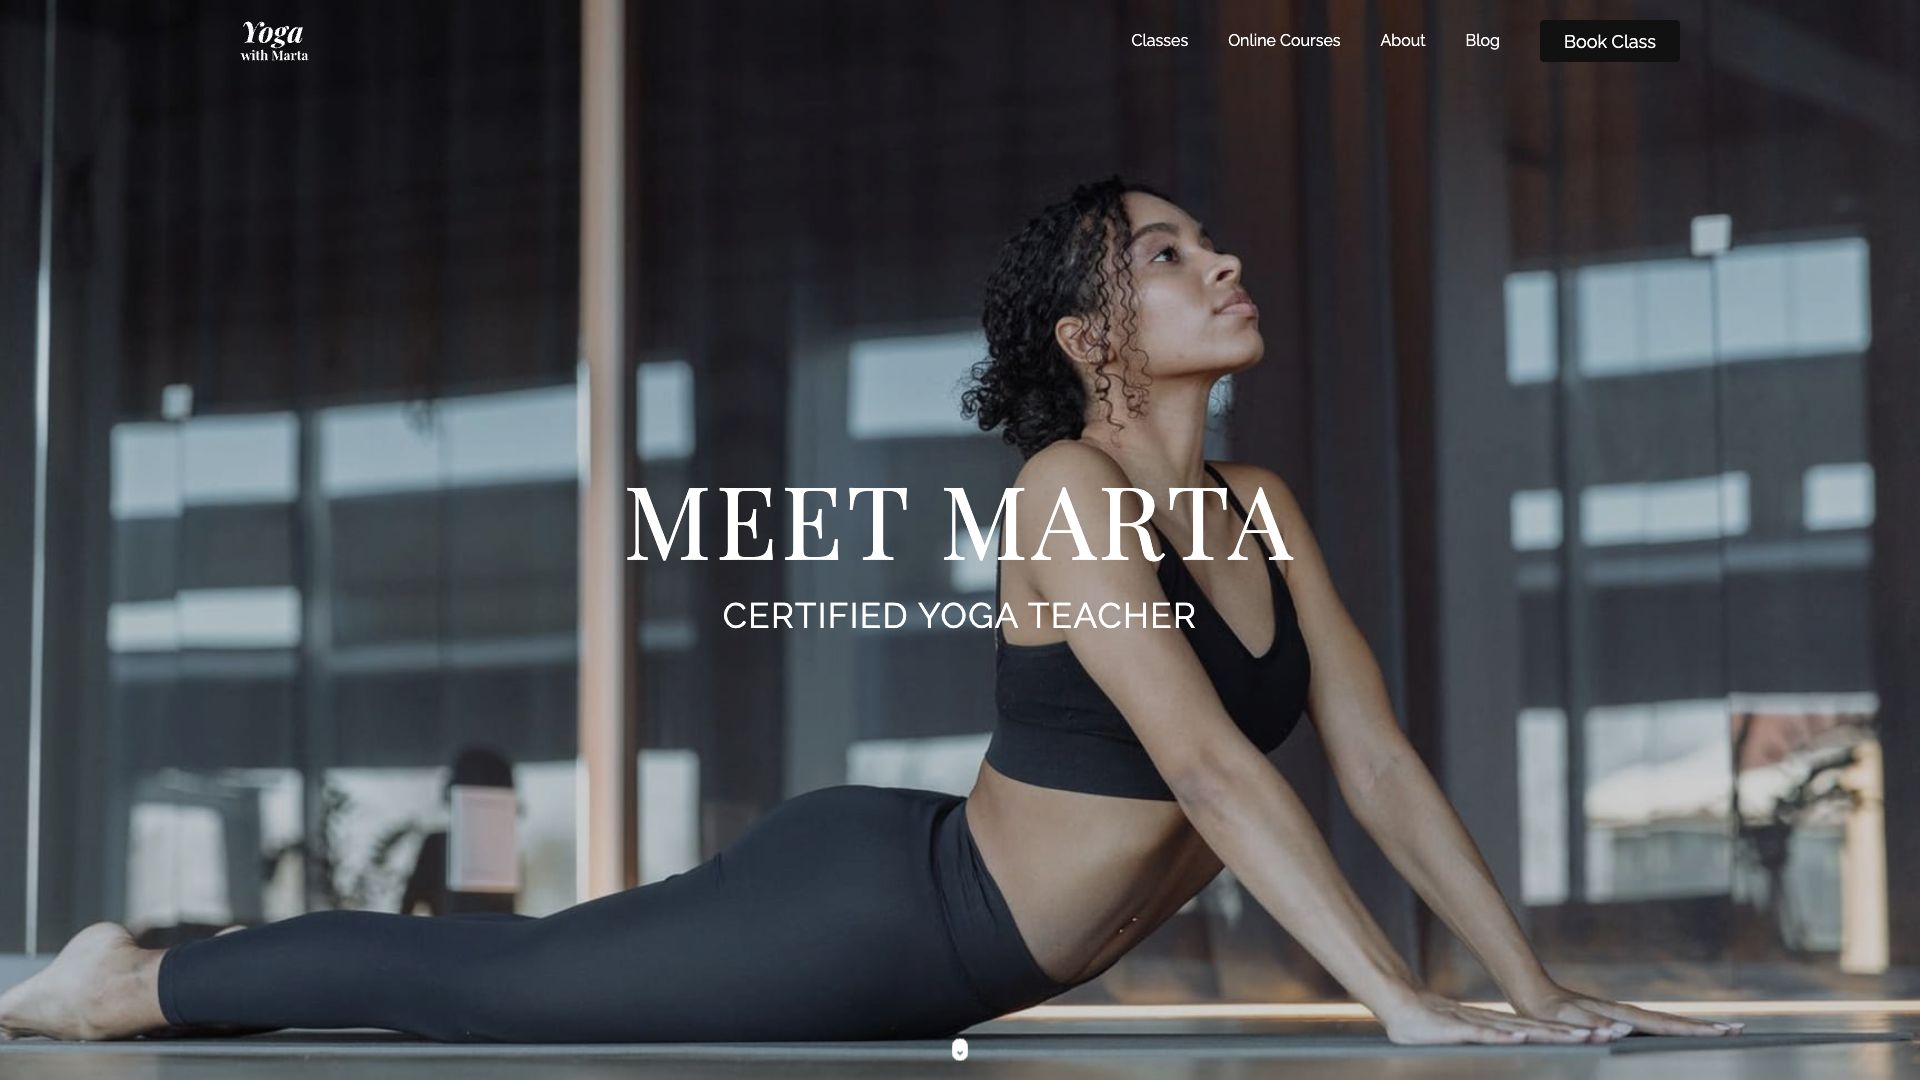 Yoga
with Marta
Classes
Online Courses
About
Blog
Book Class
MEET MARTA
CERTIFIED YOGA TEACHER